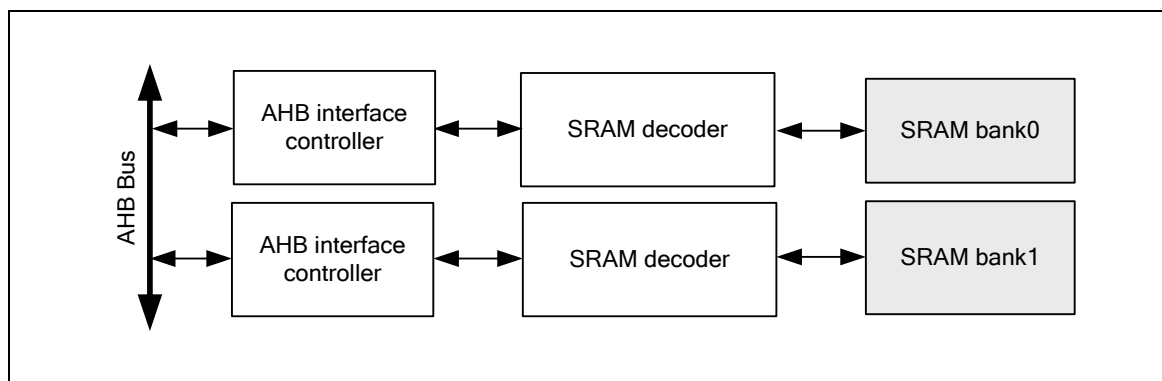 AHB Bus
AHB interface
controller
SRAM decoder
SRAM bank0
AHB interface
controller
SRAM decoder
SRAM bank1